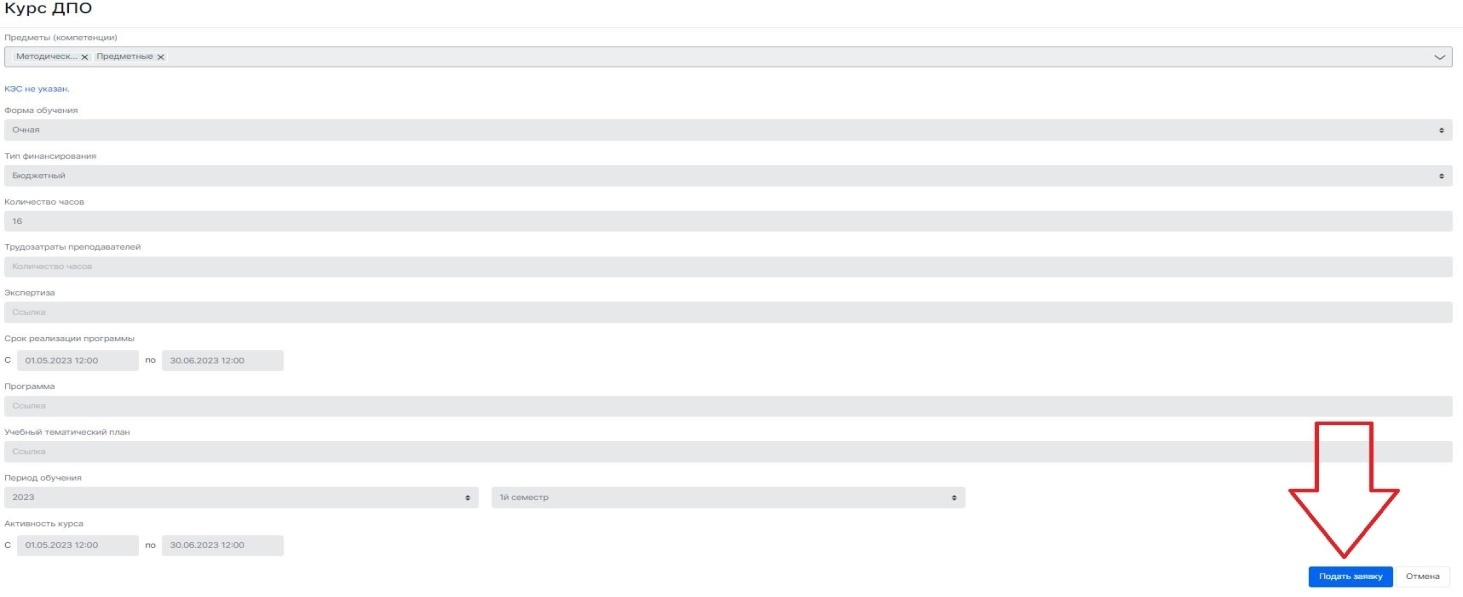 Курс ДПО
Предметы (компетенции)
Методическ... × Предметные ×
КЭС не указан.
Форма обучения
Очная
Тип финансирования
Бюджетный
Количество часов
16
Трудозатраты преподавателей
Количество часов
Экспертиза
Ссылка
Срок реализации программы
С 01.05.2023 12:00 по 30.06.2023 12:00
Программа
Ссылка
Учебный тематический план
Ссылка
Период обучения
2023 1й семестр
Активность курса
С 01.05.2023 12:00 по 30.06.2023 12:00
Подать заявку Отмена